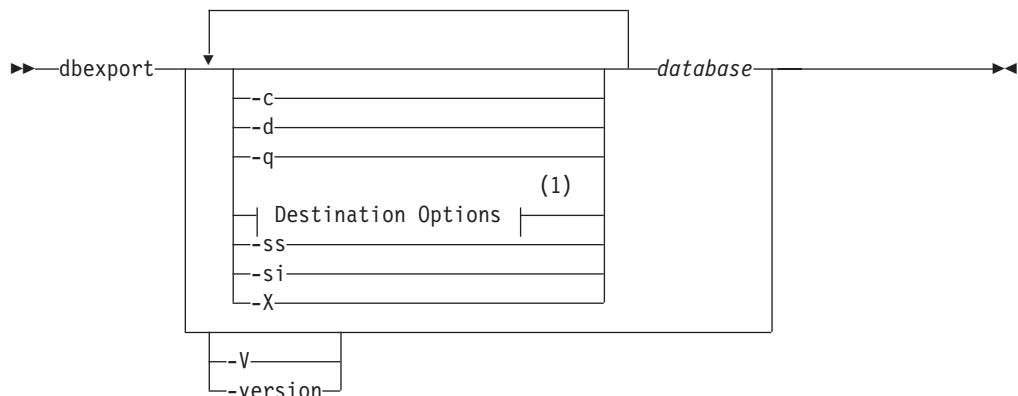 dbexport database
-c
-d
-q
(1)
Destination Options
-ss
-si
-X
-V
-version